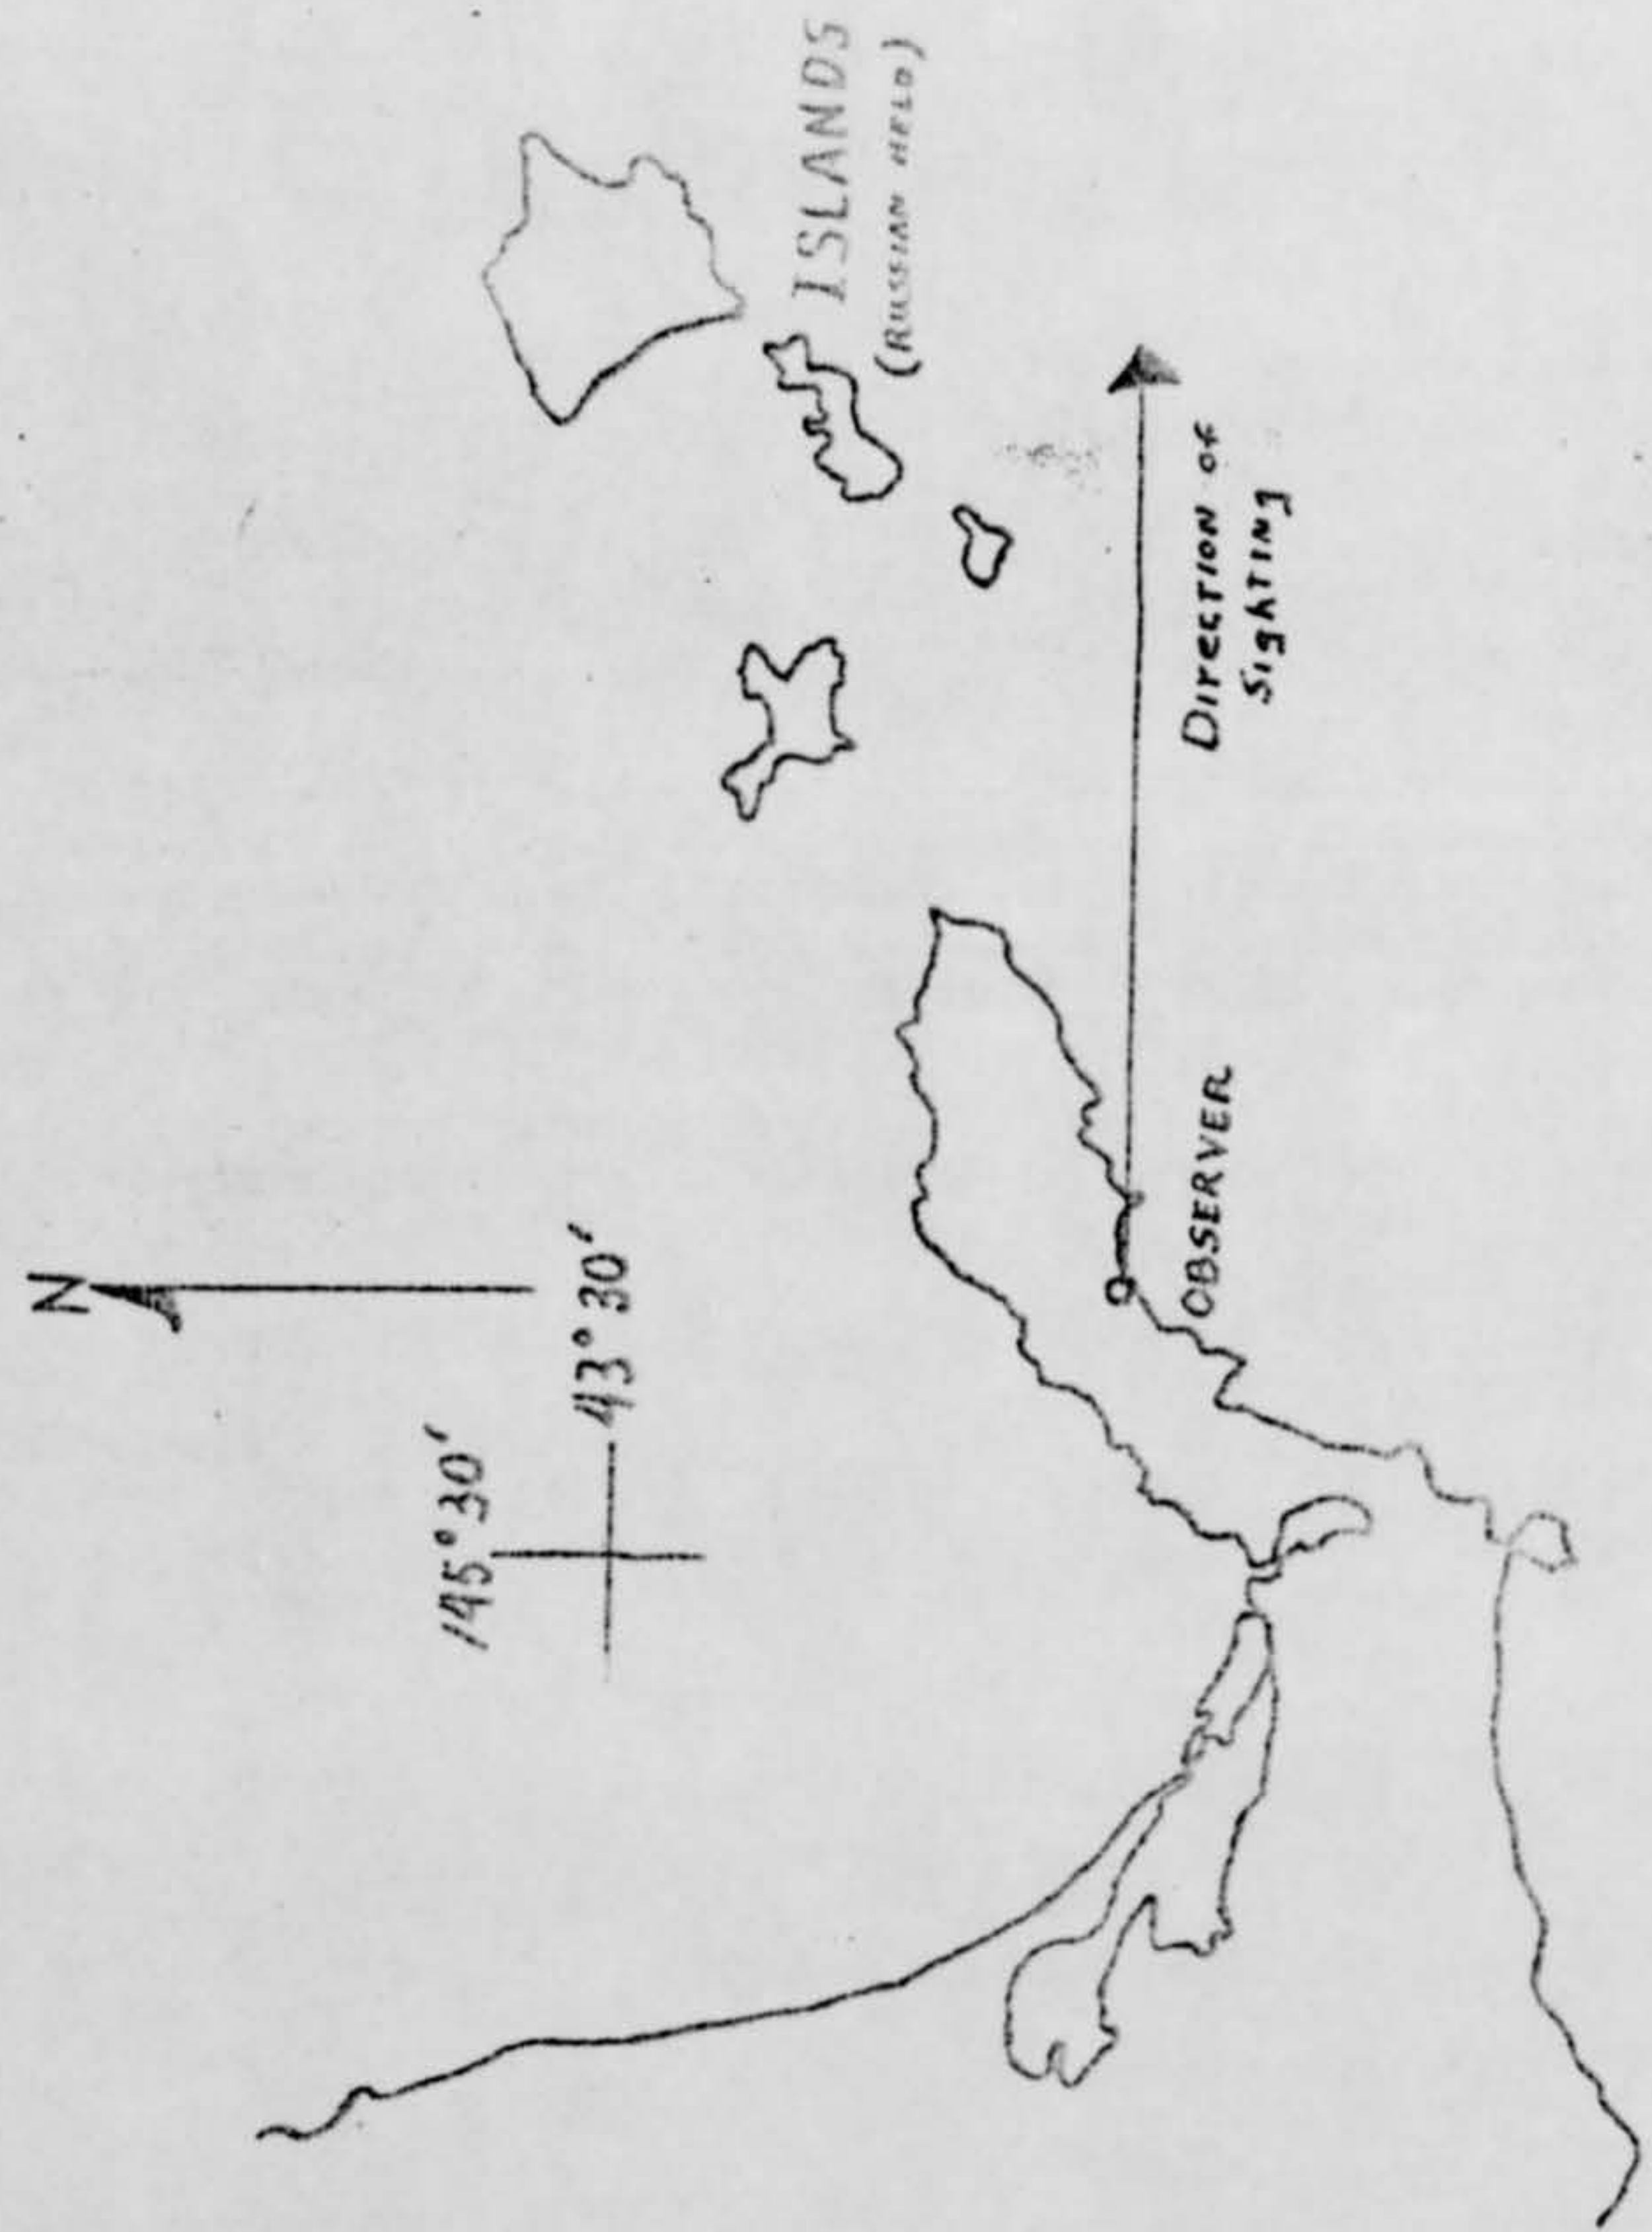 N
145° 30'
43° 30'
ISLANDS
(RUSSIAN HELD)
Direction of
Sighting
OBSERVER